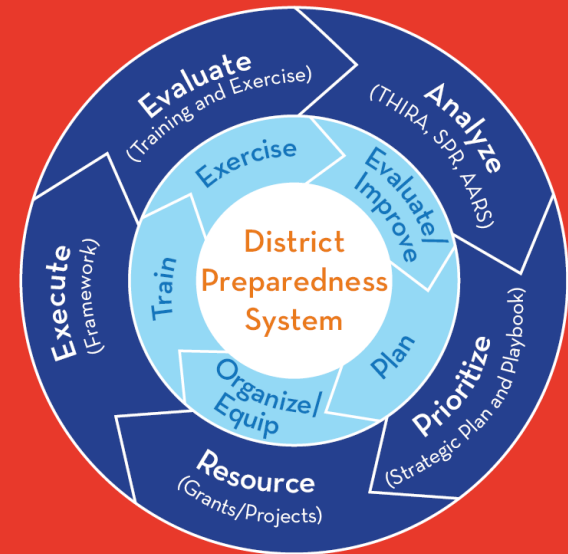 District
Preparedness
System
Evaluate
(Training and Exercise)
Analyze
(THIRA, SPR, AARS)
Prioritize
(Strategic Plan and Playbook)
Resource
(Grants/Projects)
Execute
(Framework)
Exercise
Evaluate/
Improve
Plan
Organize/
Equip
Train